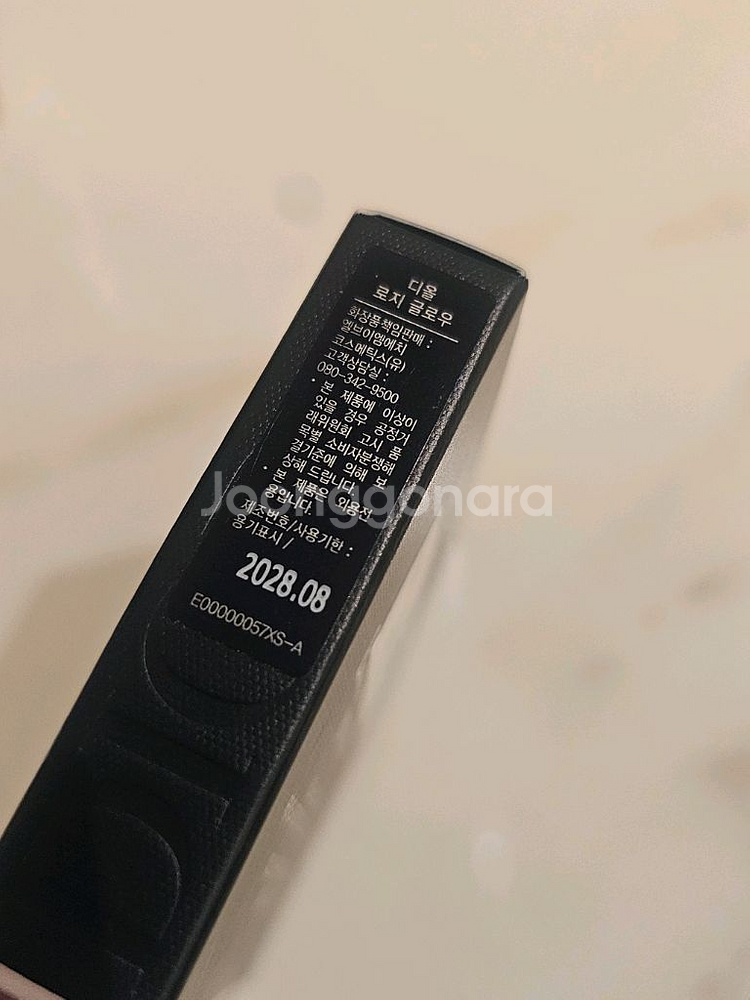 디올
로지 글로우
화장품책임판매 :
엘브이엠에치
코스메틱스(유)
고객상담실 :
080-342-9500
· 본 제품에 이상이
있을 경우 공정거
래위원회 고시 품
목별 소비자분쟁해
결기준에 의해 보
상해 드립니다.
· 본 제품은 외용전
용입니다.
Joonggonara
제조번호/사용기한 :
용기표시/
2028.08
E00000057XS-A
DIOR